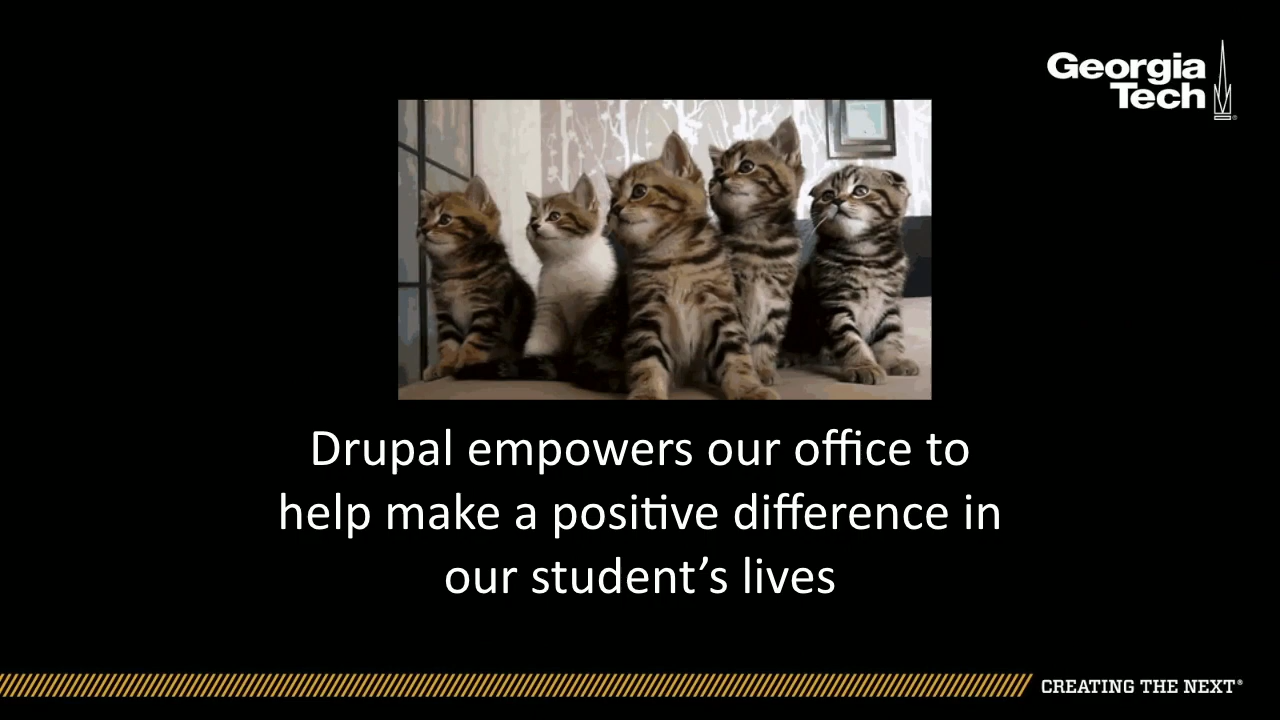 Georgia
Tech
Drupal empowers our office to
help make a positive difference in
our student’s lives
CREATING THE NEXT®